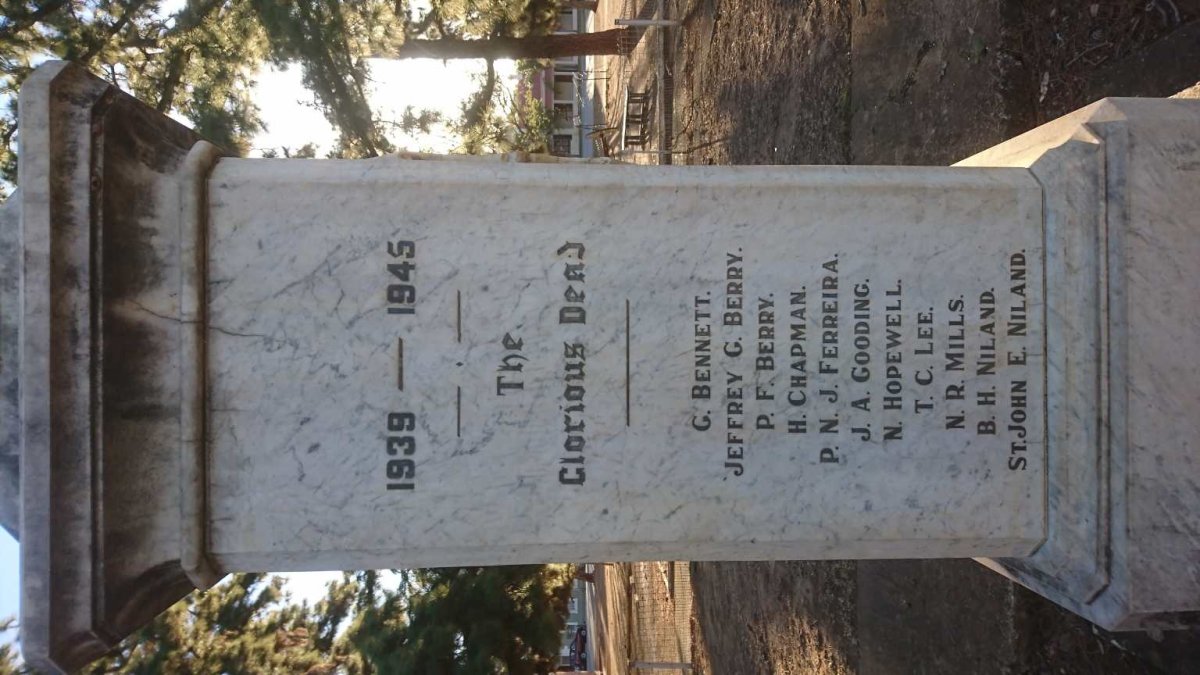 1939 — 1945
The
Glorious Dead
G. BENNETT.
JEFFREY G. BERRY.
P. F. BERRY.
H. CHAPMAN.
P. N. J. FERREIRA.
J. A. GOODING.
N. HOPEWELL.
T. C. LEE.
N. R. MILLS.
B. H. NILAND.
ST. JOHN E. NILAND.